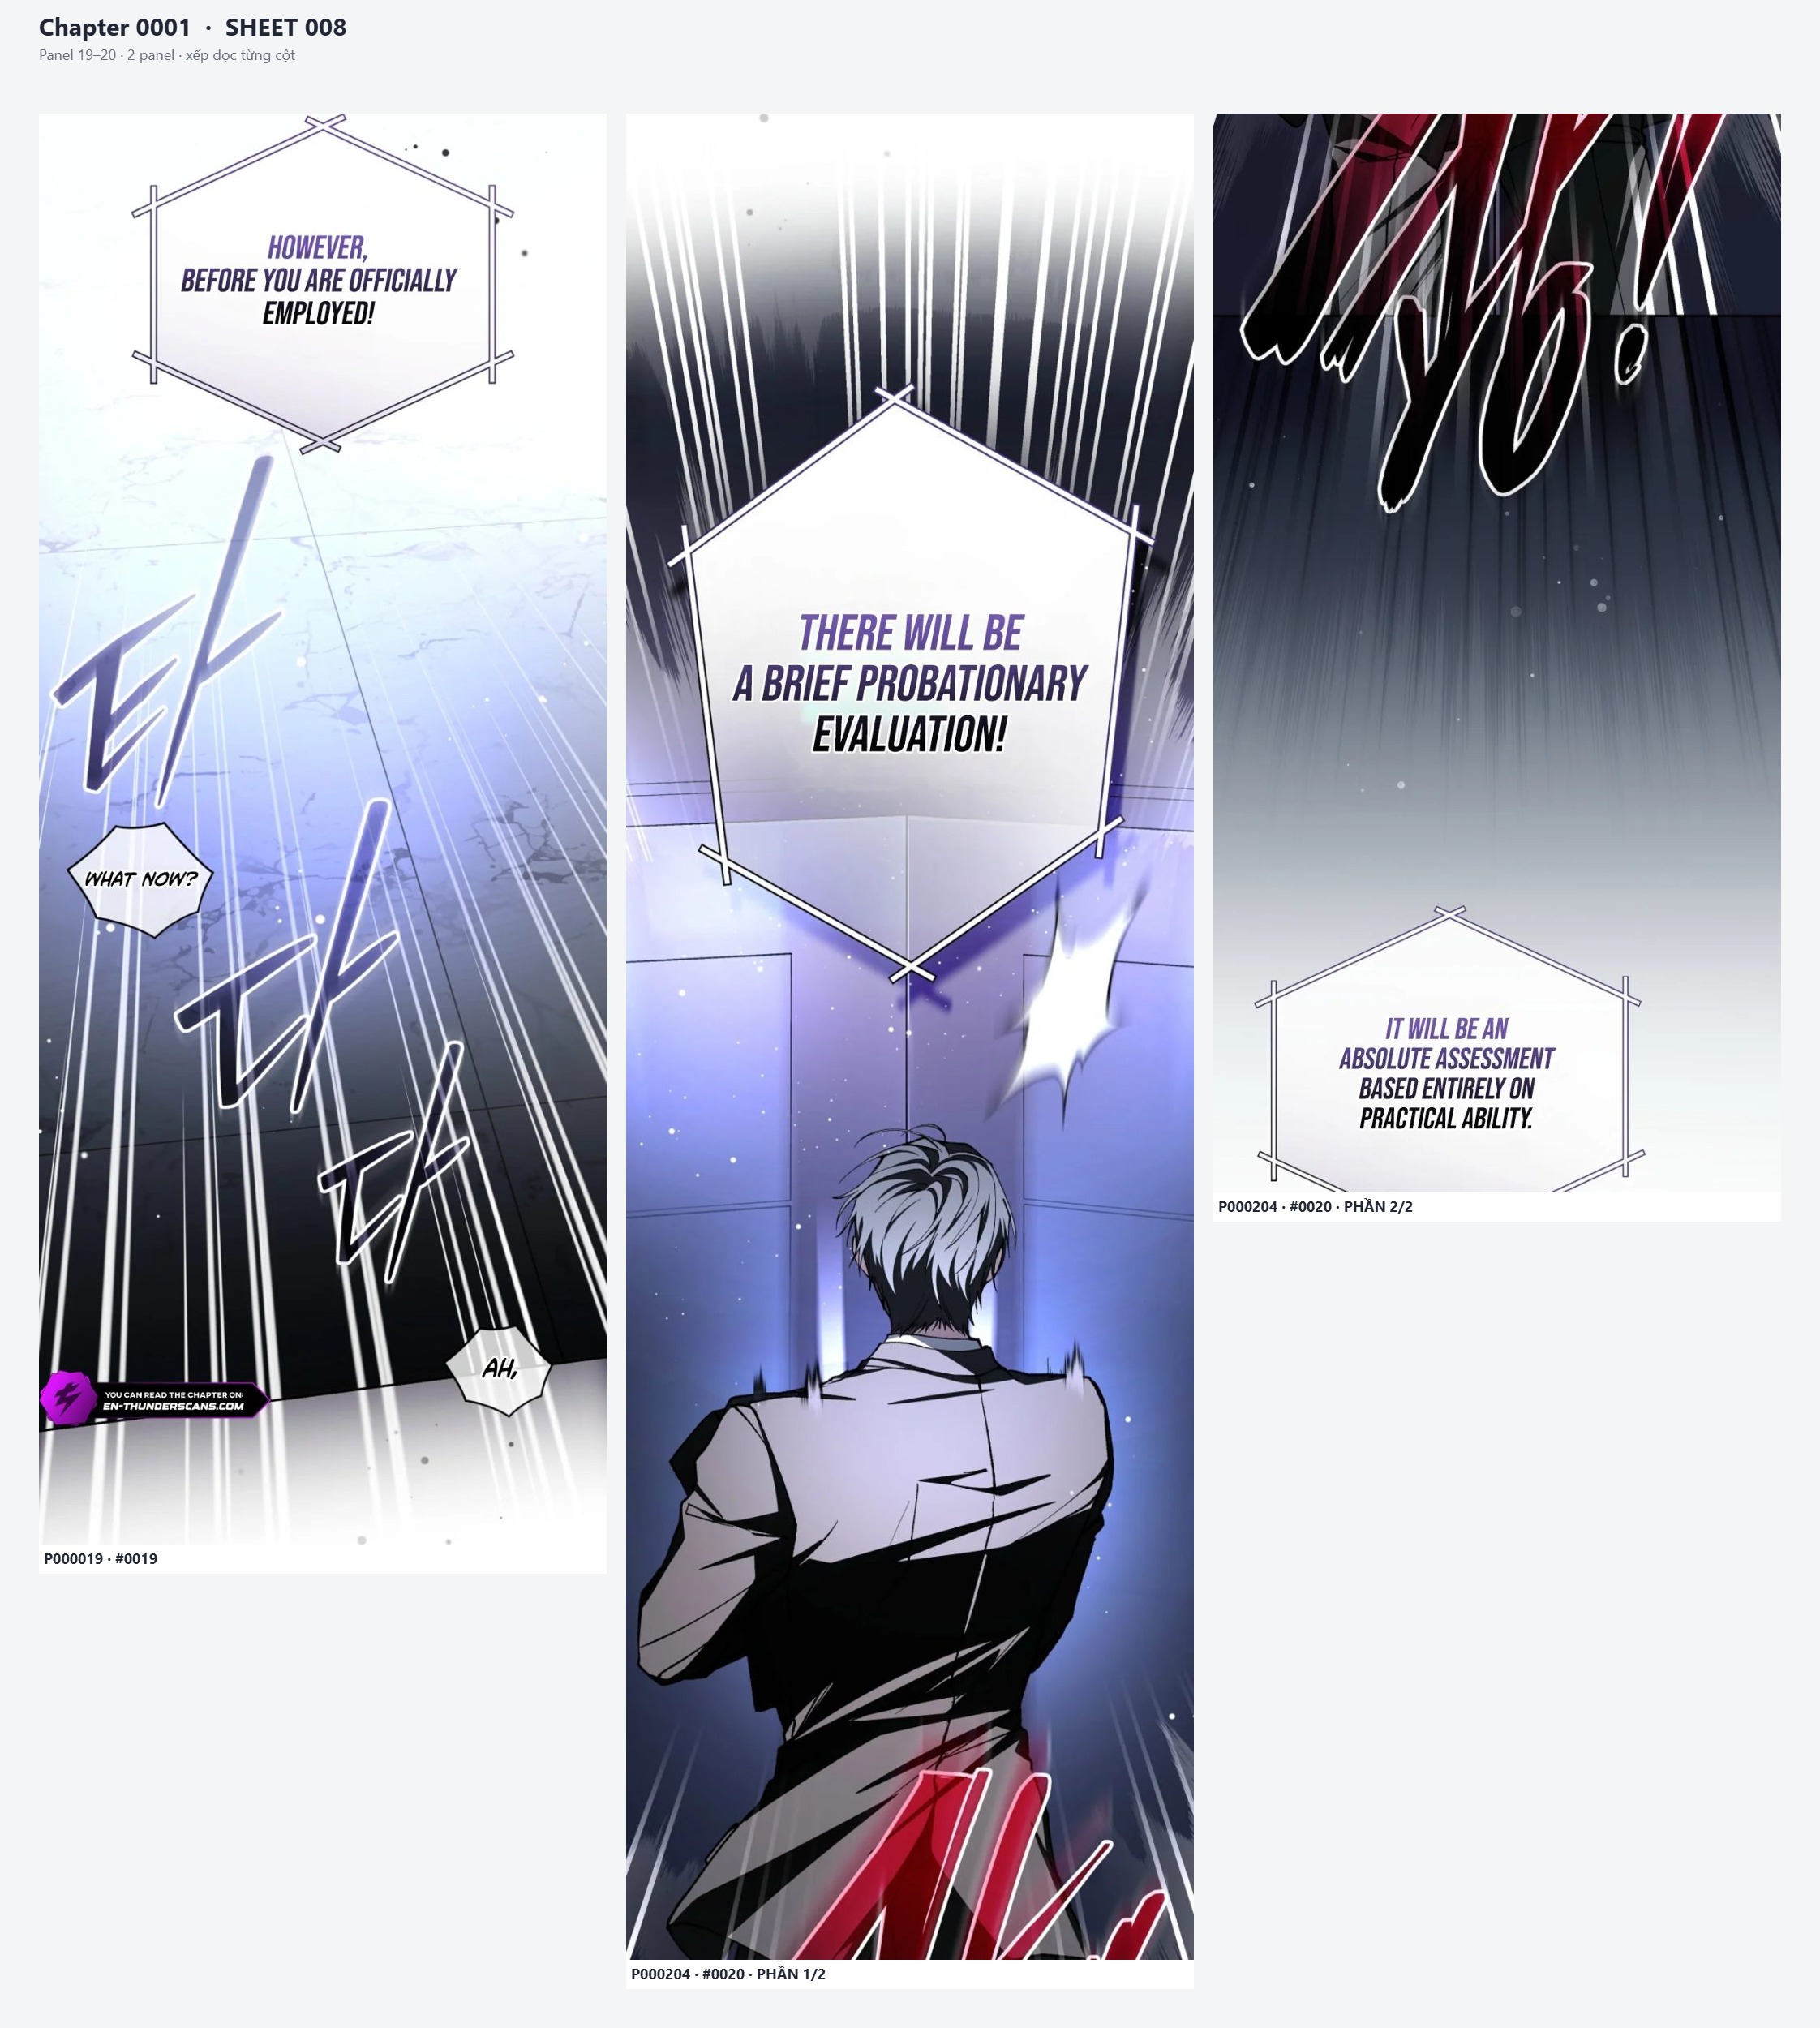 Chapter 0001 · SHEET 008
Panel 19–20 · 2 panel · xếp dọc từng cột
HOWEVER,
BEFORE YOU ARE OFFICIALLY
EMPLOYED!
WHAT NOW?
AH,
YOU CAN READ THE CHAPTER ON:
EN-THUNDERSCANS.COM
P000019 · #0019
THERE WILL BE
A BRIEF PROBATIONARY
EVALUATION!
P000204 · #0020 · PHẦN 1/2
IT WILL BE AN
ABSOLUTE ASSESSMENT
BASED ENTIRELY ON
PRACTICAL ABILITY.
P000204 · #0020 · PHẦN 2/2